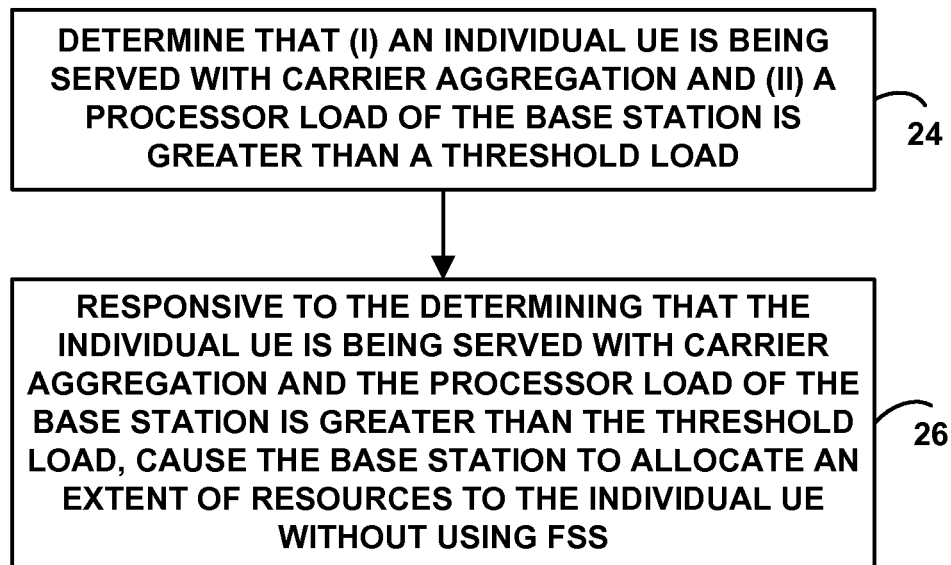 DETERMINE THAT (I) AN INDIVIDUAL UE IS BEING
SERVED WITH CARRIER AGGREGATION AND (II) A
PROCESSOR LOAD OF THE BASE STATION IS
GREATER THAN A THRESHOLD LOAD
24
RESPONSIVE TO THE DETERMINING THAT THE
INDIVIDUAL UE IS BEING SERVED WITH CARRIER
AGGREGATION AND THE PROCESSOR LOAD OF THE
BASE STATION IS GREATER THAN THE THRESHOLD
LOAD, CAUSE THE BASE STATION TO ALLOCATE AN
EXTENT OF RESOURCES TO THE INDIVIDUAL UE
WITHOUT USING FSS
26